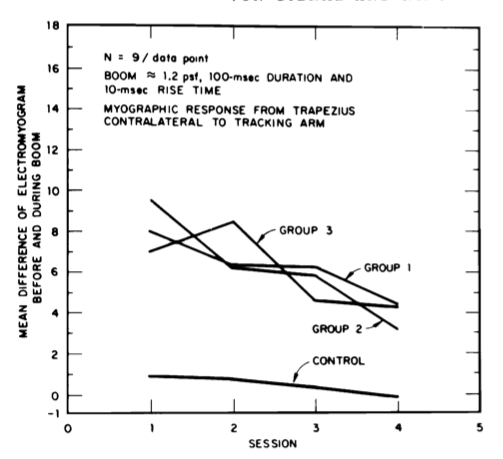 18
16
14
12
10
8
6
4
2
0
-1
MEAN DIFFERENCE OF ELECTROMYOGRAM
BEFORE AND DURING BOOM
N = 9 / data point
BOOM ≈ 1.2 psf, 100-msec DURATION AND
10-msec RISE TIME
MYOGRAPHIC RESPONSE FROM TRAPEZIUS
CONTRALATERAL TO TRACKING ARM
GROUP 3
GROUP 1
GROUP 2
CONTROL
0 1 2 3 4 5
SESSION